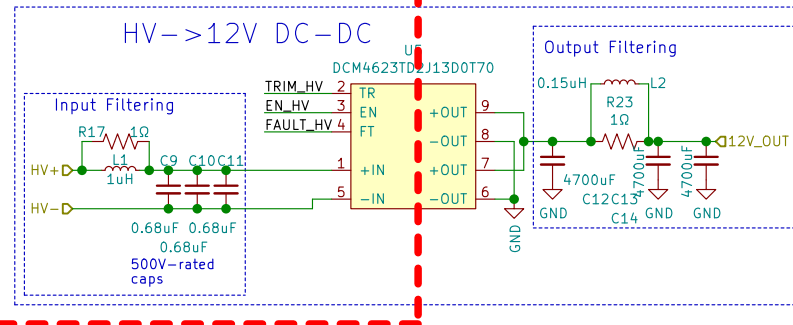 HV->12V DC-DC
U5
DCM4623TD2J13D0T70
Output Filtering
TRIM_HV 2 TR
EN_HV 3 EN
FAULT_HV 4 FT
1 +IN
5 -IN
+OUT 9
-OUT 8
+OUT 7
-OUT 6
Input Filtering
R17 1Ω
L1
1uH
C9 C10 C11
HV+
HV-
0.68uF 0.68uF
0.68uF
500V-rated
caps
GND
0.15uH L2
R23
1Ω
12V_OUT
4700uF
4700uF
4700uF
C12 C13
C14
GND
GND
GND